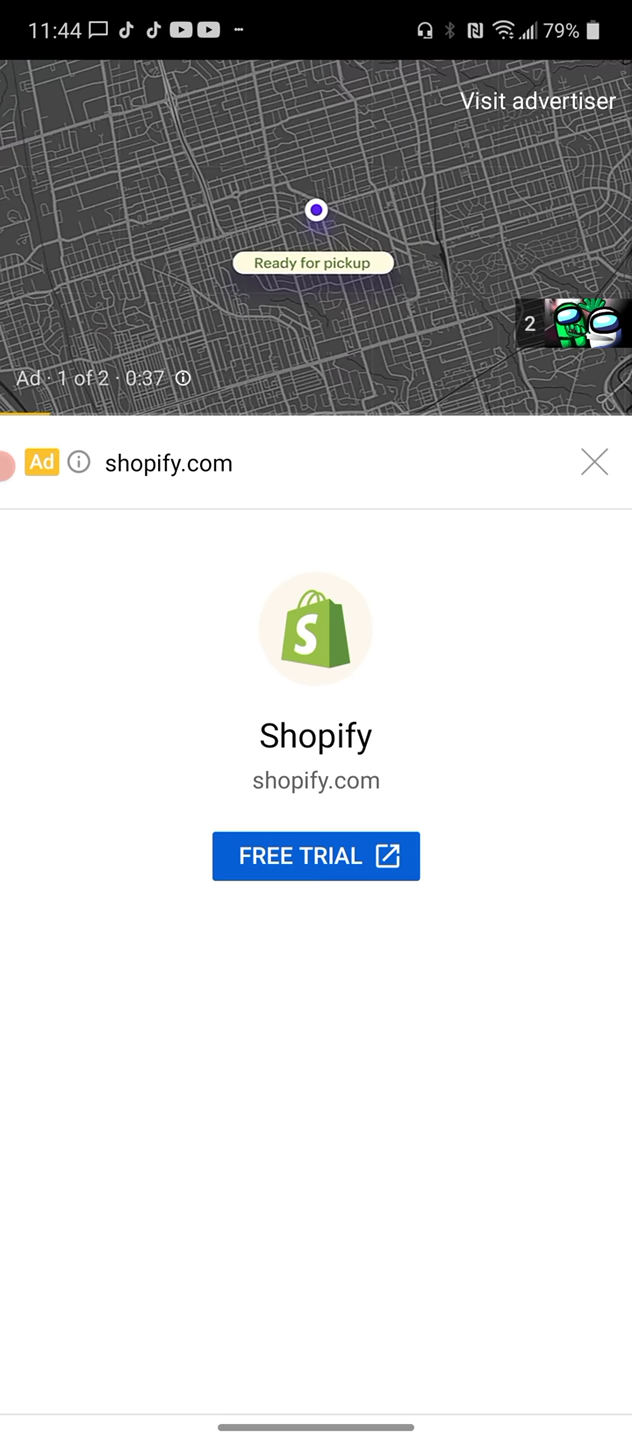 11:44 79%
Visit advertiser
Ready for pickup
2
Ad · 1 of 2 · 0:37
Ad shopify.com
S
Shopify
shopify.com
FREE TRIAL